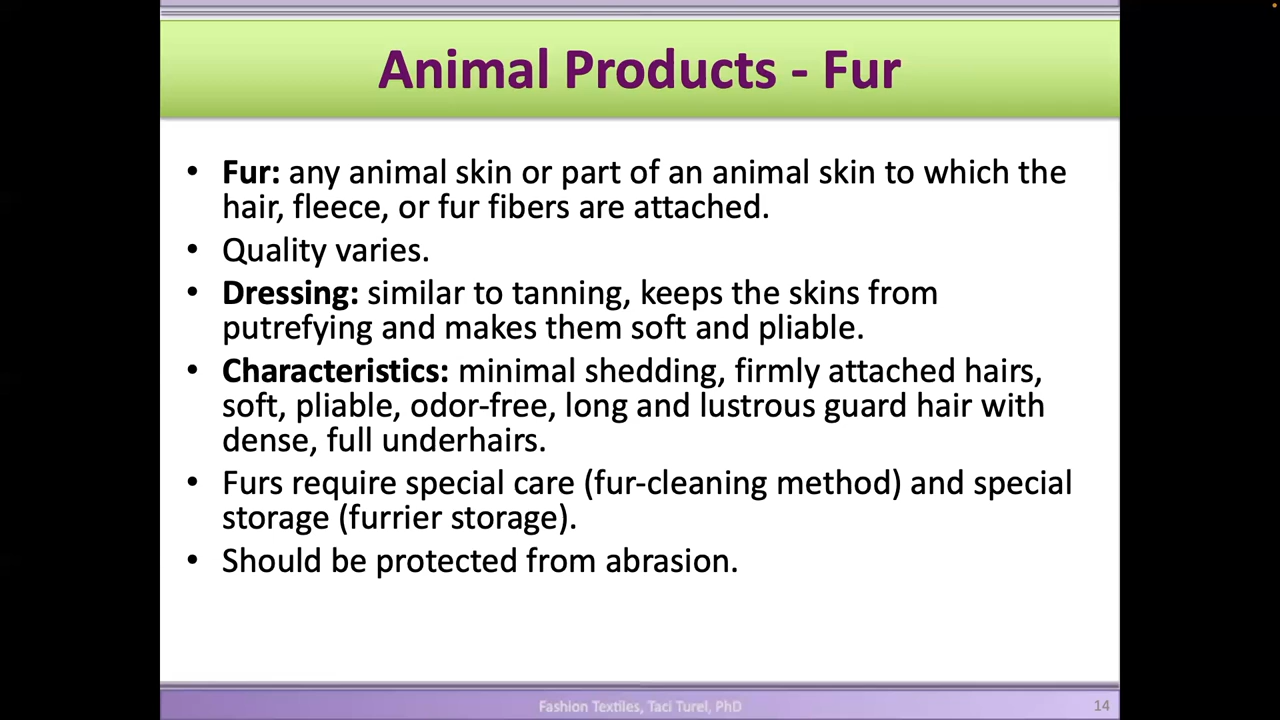 Animal Products - Fur
• Fur: any animal skin or part of an animal skin to which the
hair, fleece, or fur fibers are attached.
• Quality varies.
• Dressing: similar to tanning, keeps the skins from
putrefying and makes them soft and pliable.
• Characteristics: minimal shedding, firmly attached hairs,
soft, pliable, odor-free, long and lustrous guard hair with
dense, full underhairs.
• Furs require special care (fur-cleaning method) and special
storage (furrier storage).
• Should be protected from abrasion.
Fashion Textiles, Taci Turel, PhD
14